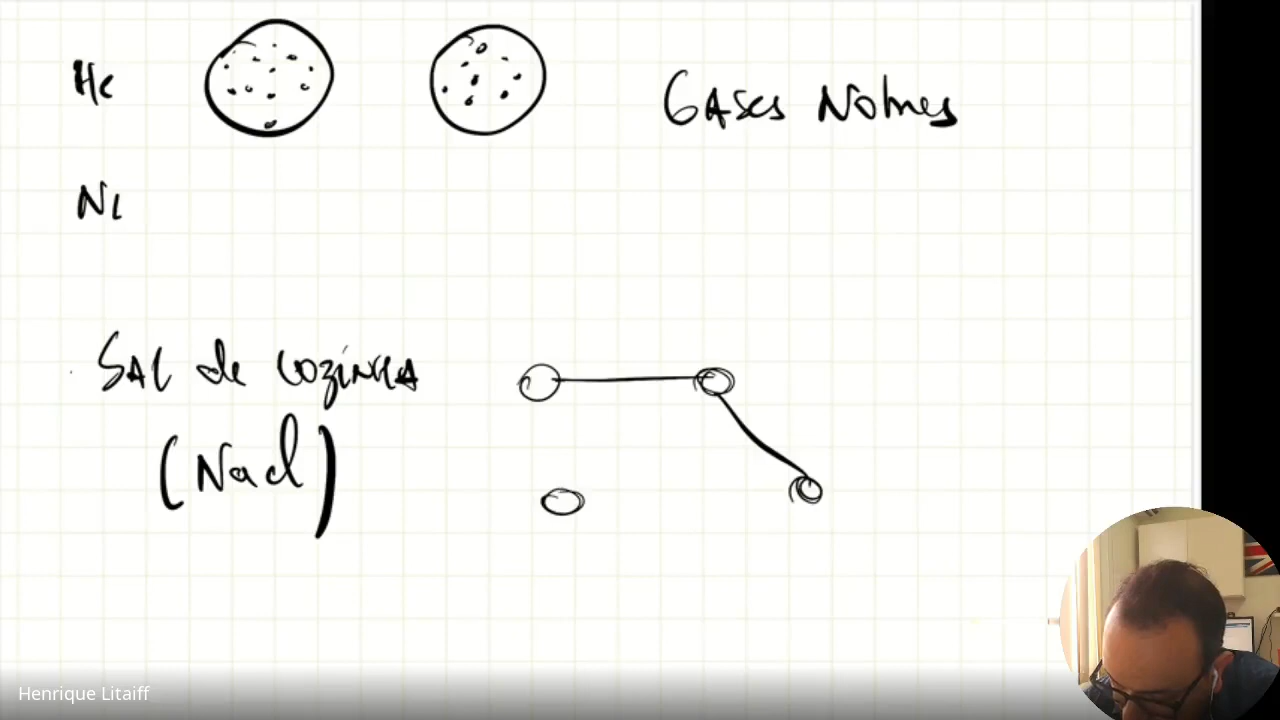 He
Gases Nobres
Ne
Sal de cozinha
(Nacl)
Henrique Litaiff